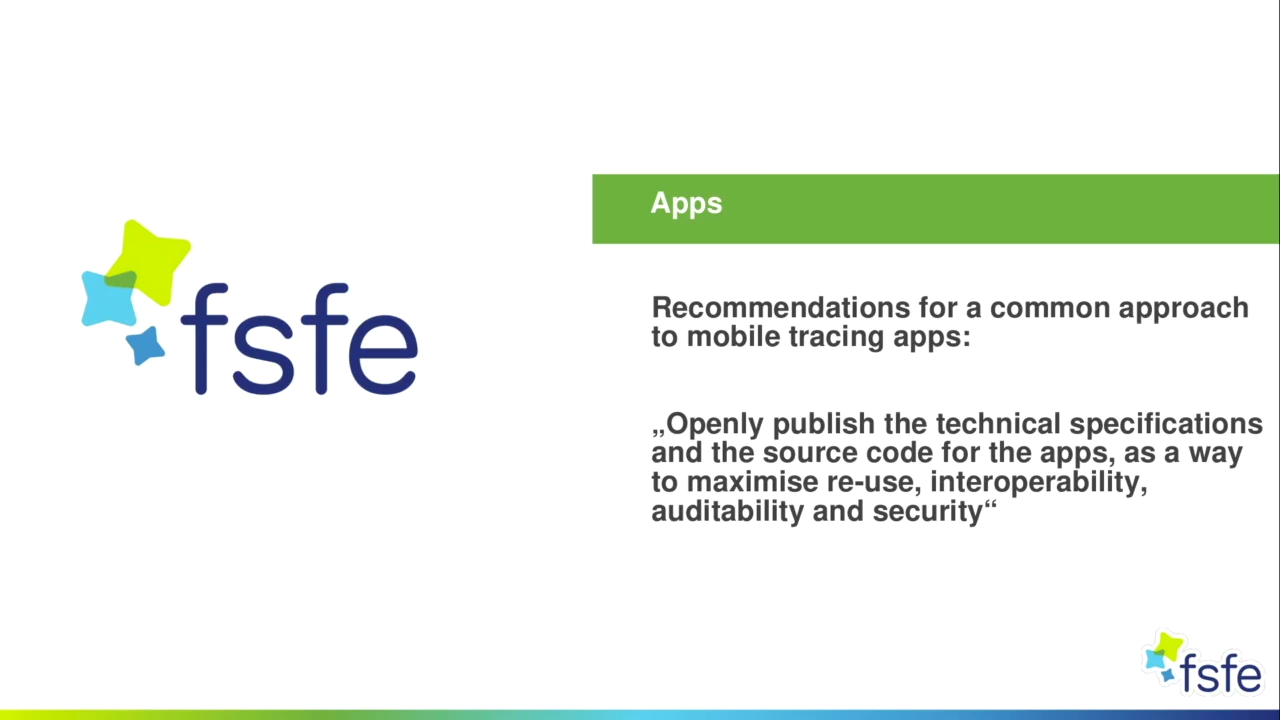 fsfe
Apps
Recommendations for a common approach
to mobile tracing apps:
„Openly publish the technical specifications
and the source code for the apps, as a way
to maximise re-use, interoperability,
auditability and security“
fsfe